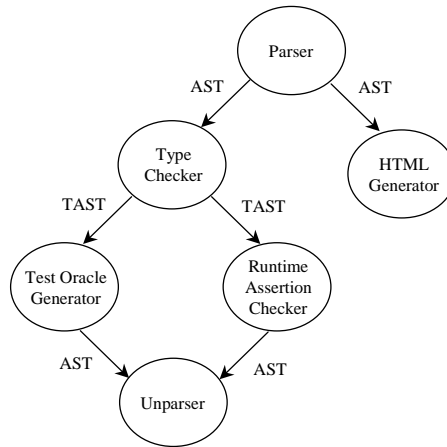 Parser
AST
AST
Type
Checker
HTML
Generator
TAST
TAST
Test Oracle
Generator
Runtime
Assertion
Checker
AST
AST
Unparser